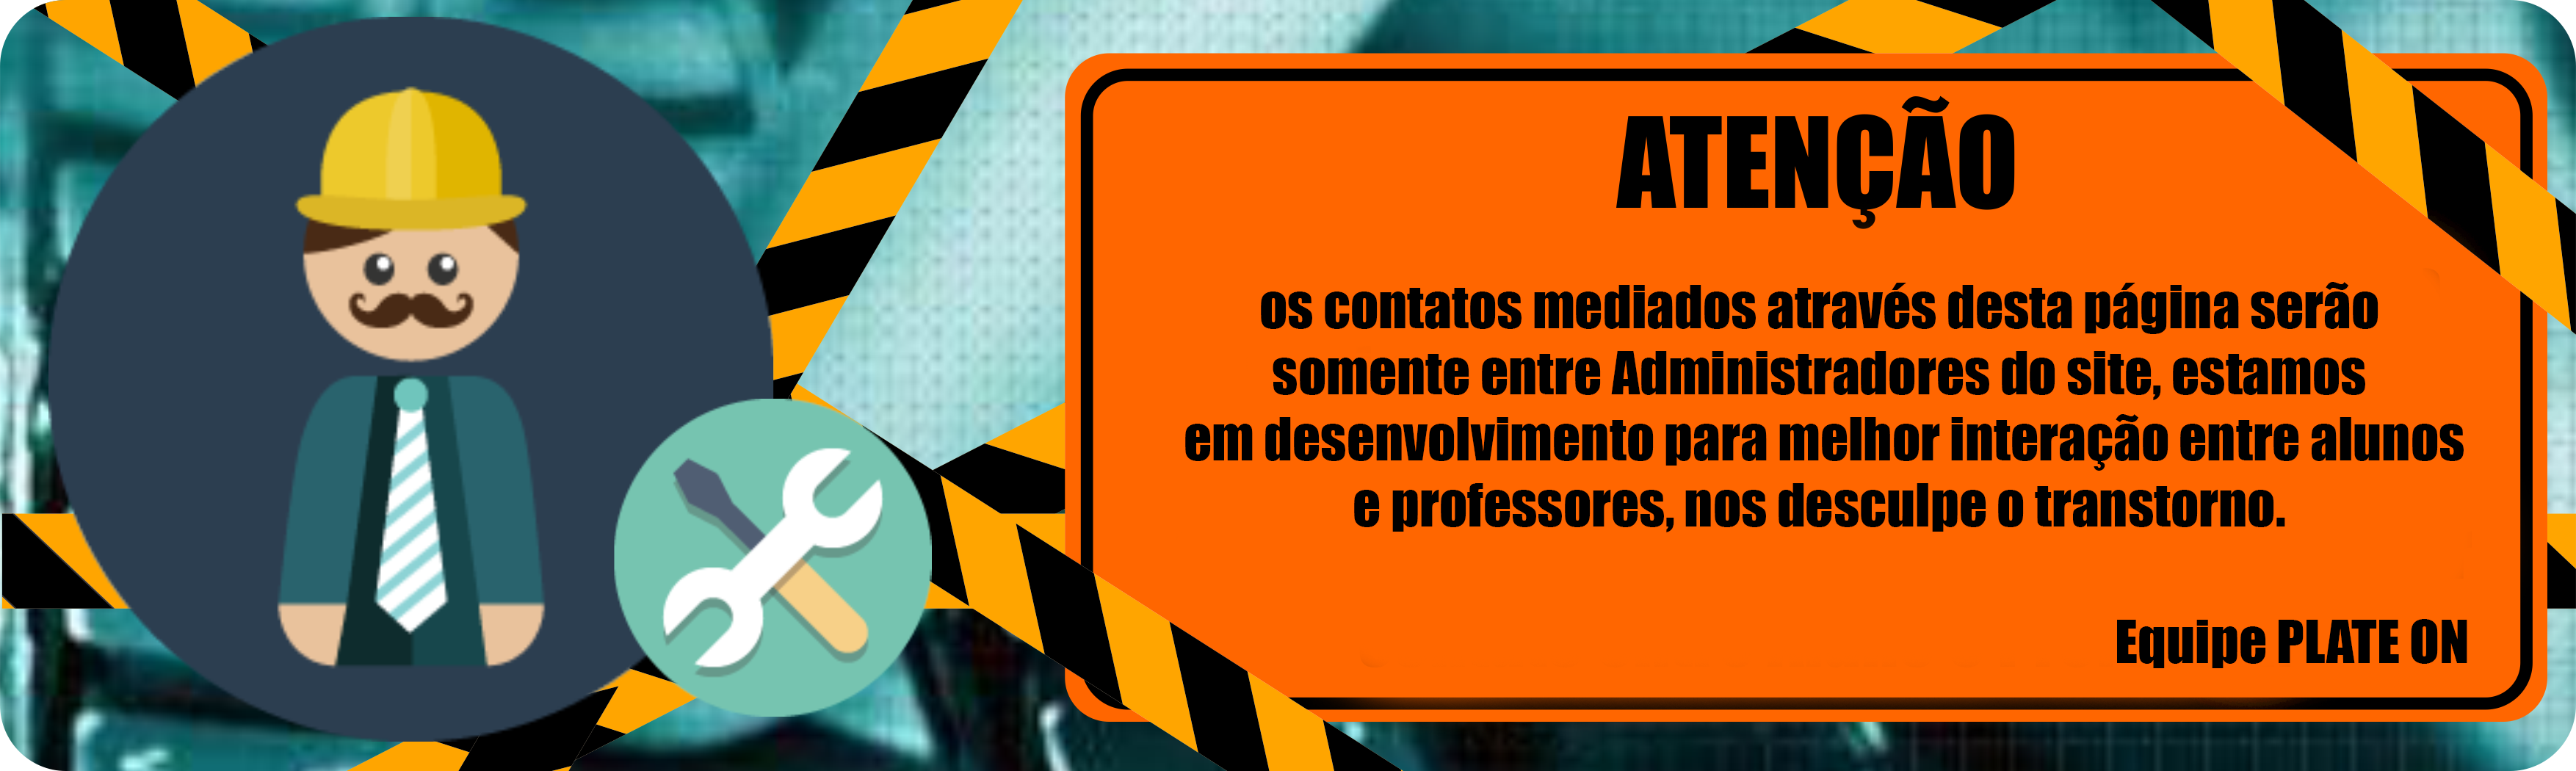 ATENÇÃO
os contatos mediados através desta página serão
somente entre Administradores do site, estamos
em desenvolvimento para melhor interação entre alunos
e professores, nos desculpe o transtorno.
Equipe PLATE ON